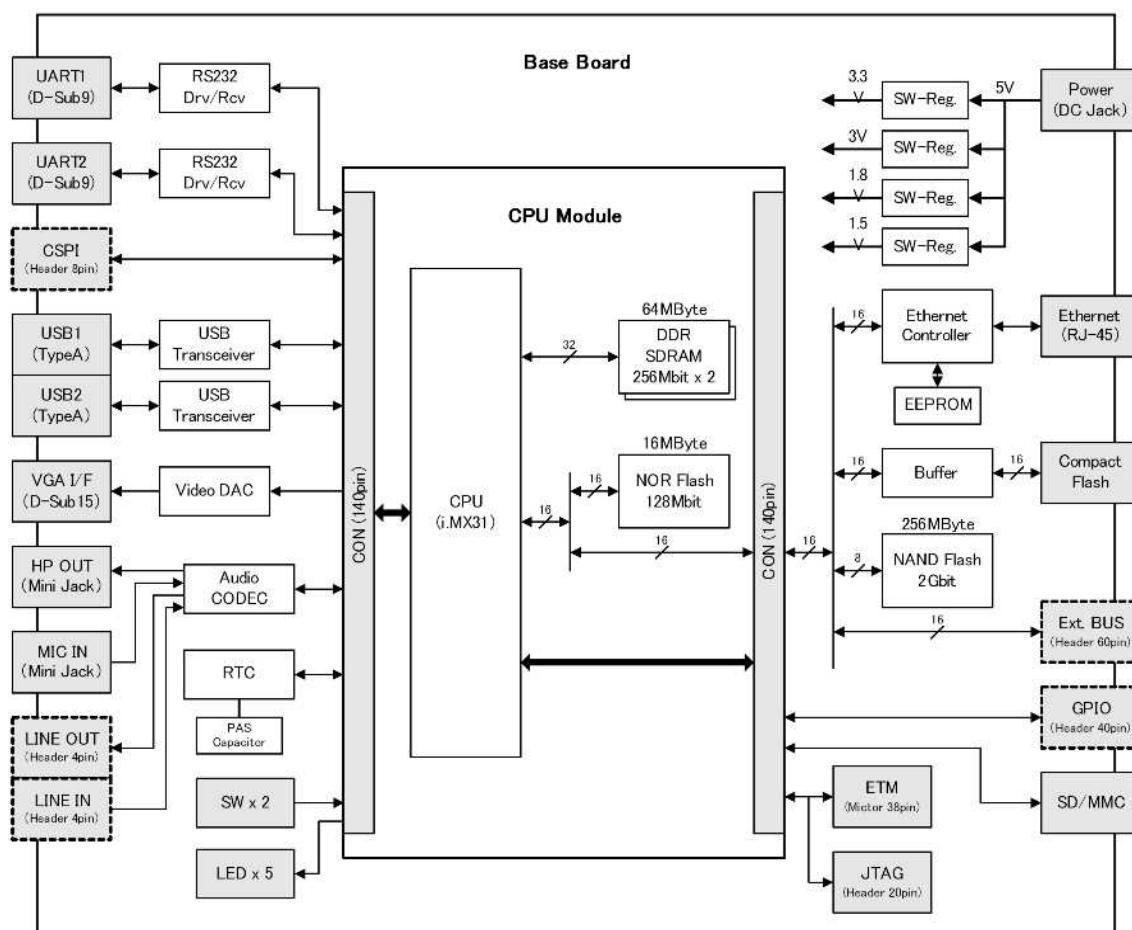 Base Board
UART1
(D-Sub9)
RS232
Drv/Rcv
UART2
(D-Sub9)
RS232
Drv/Rcv
CSPI
(Header 8pin)
USB1
(TypeA)
USB
Transceiver
USB2
(TypeA)
USB
Transceiver
VGA I/F
(D-Sub15)
Video DAC
HP OUT
(Mini Jack)
Audio
CODEC
MIC IN
(Mini Jack)
RTC
PAS
Capacitor
LINE OUT
(Header 4pin)
LINE IN
(Header 4pin)
SW x 2
LED x 5
CPU Module
CON (140pin)
CPU
(i.MX31)
64MByte
32
DDR
SDRAM
256Mbit x 2
16MByte
16
NOR Flash
128Mbit
16
16
CON (140pin)
3.3
V
SW-Reg.
5V
Power
(DC Jack)
3V
SW-Reg.
1.8
V
SW-Reg.
1.5
V
SW-Reg.
16
Ethernet
Controller
Ethernet
(RJ-45)
EEPROM
16
Buffer
16
Compact
Flash
256MByte
16
8
NAND Flash
2Gbit
16
Ext. BUS
(Header 60pin)
GPIO
(Header 40pin)
ETM
(Mictor 38pin)
SD/MMC
JTAG
(Header 20pin)